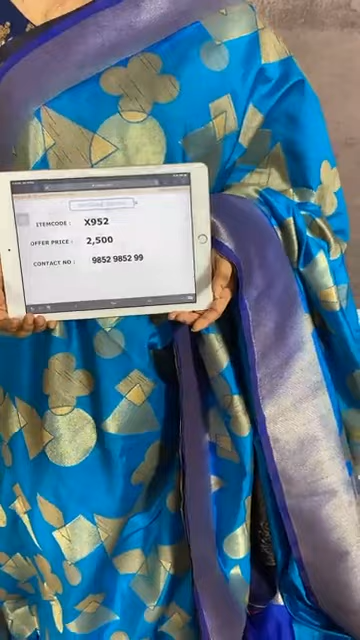 ITEMCODE : X952
OFFER PRICE : 2,500
CONTACT NO : 9852 9852 99